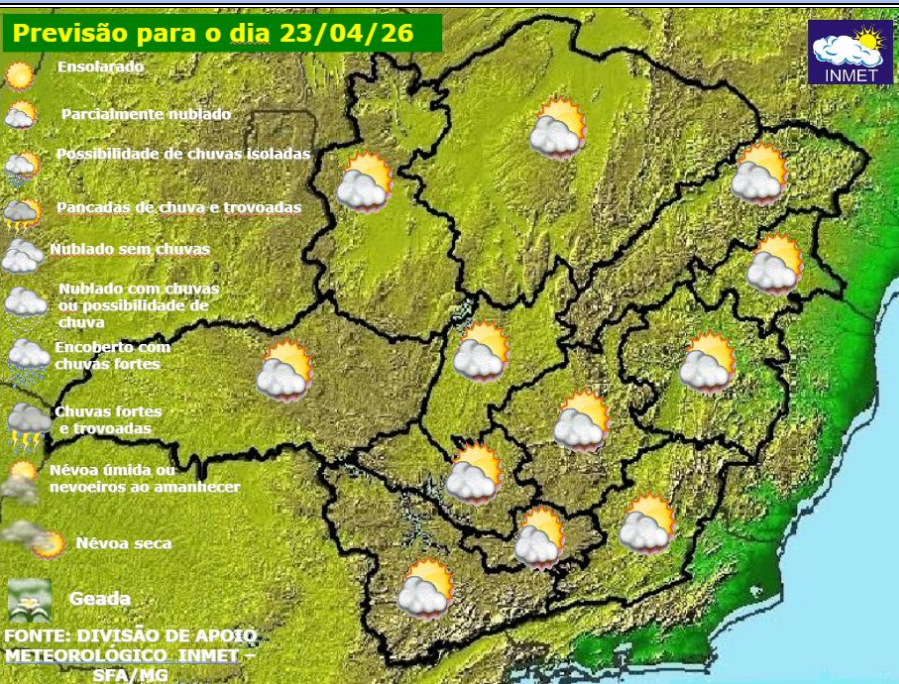 Previsão para o dia 23/04/26
INMET
Ensolarado
Parcialmente nublado
Possibilidade de chuvas isoladas
Pancadas de chuva e trovoadas
Nublado sem chuvas
Nublado com chuvas
ou possibilidade de
chuva
Encoberto com
chuvas fortes
Chuvas fortes
e trovoadas
Névoa úmida ou
nevoeiros ao amanhecer
Névoa seca
Geada
FONTE: DIVISÃO DE APOIO
METEOROLÓGICO INMET –
SFA/MG